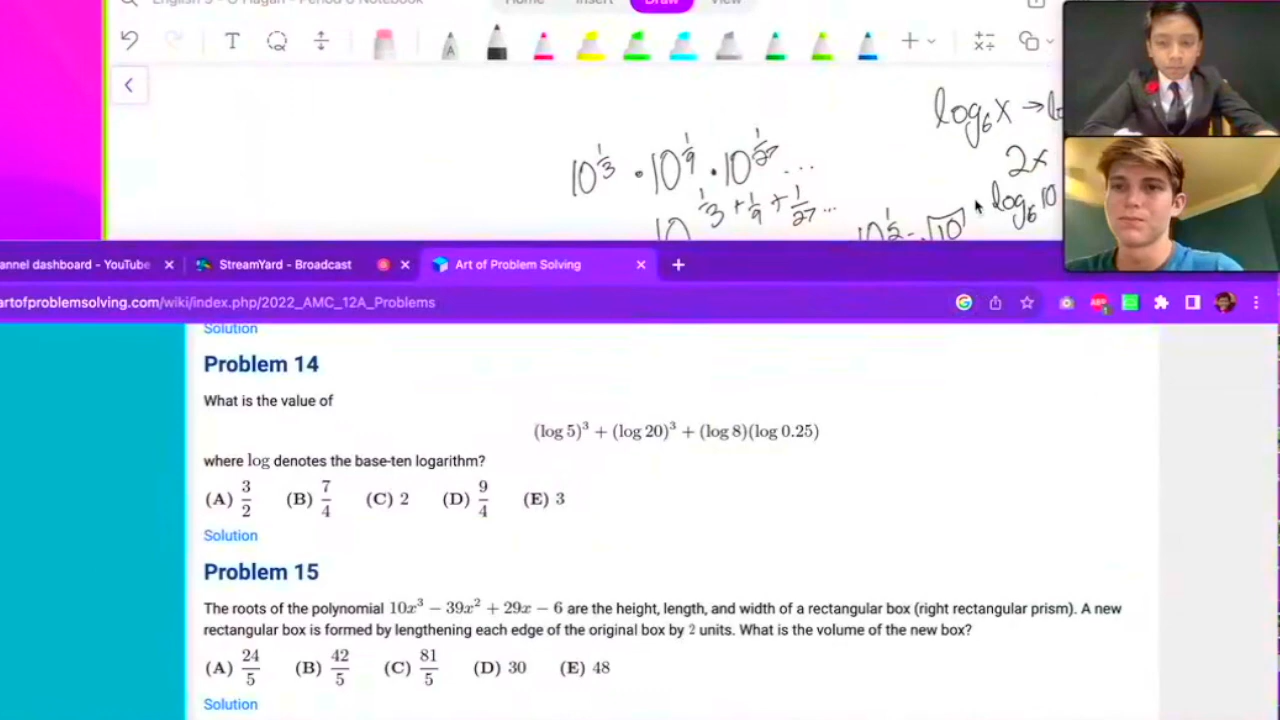 English 9 - O'Hagan - Period 6 Notebook
Home Insert Draw View
T
log₆x →
10^{1/3} · 10^{1/9} · 10^{1/27} ...
2x
10^{1/3 + 1/9 + 1/27 ...}
10^{1/2} - √10
log₆10
annel dashboard - YouTube
StreamYard - Broadcast
Art of Problem Solving
artofproblemsolving.com/wiki/index.php/2022_AMC_12A_Problems
Solution
Problem 14
What is the value of
(log 5)³ + (log 20)³ + (log 8)(log 0.25)
where log denotes the base-ten logarithm?
(A) 3/2 (B) 7/4 (C) 2 (D) 9/4 (E) 3
Solution
Problem 15
The roots of the polynomial 10x³ − 39x² + 29x − 6 are the height, length, and width of a rectangular box (right rectangular prism). A new
rectangular box is formed by lengthening each edge of the original box by 2 units. What is the volume of the new box?
(A) 24/5 (B) 42/5 (C) 81/5 (D) 30 (E) 48
Solution